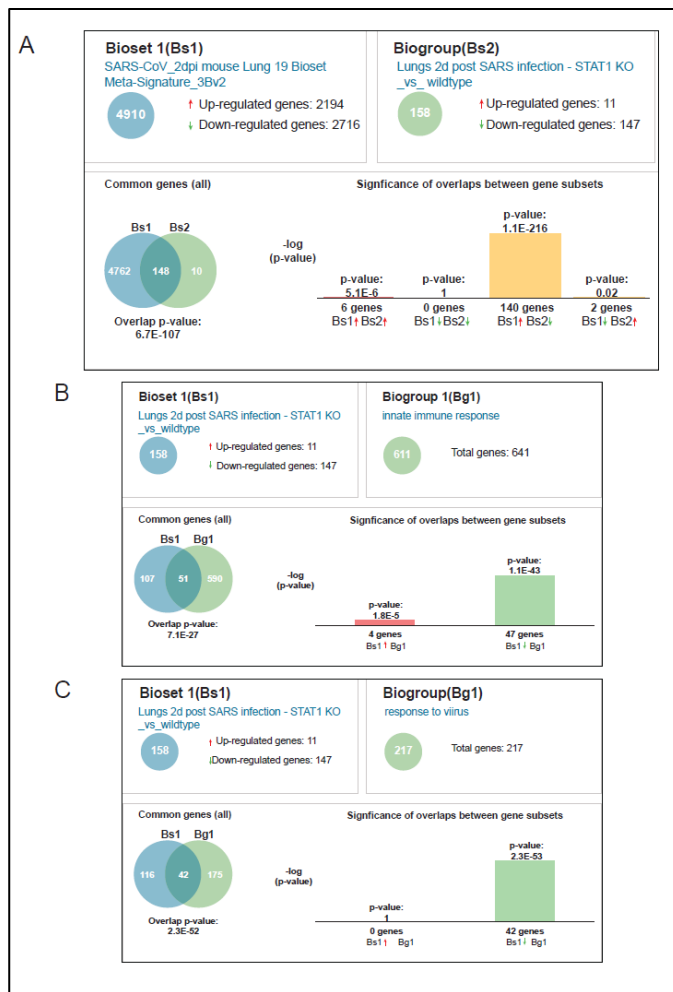 A
Bioset 1(Bs1)
SARS-CoV_2dpi mouse Lung 19 Bioset
Meta-Signature_3Bv2
4910
↑ Up-regulated genes: 2194
↓ Down-regulated genes: 2716
Biogroup(Bs2)
Lungs 2d post SARS infection - STAT1 KO
_vs_ wildtype
158
↑ Up-regulated genes: 11
↓ Down-regulated genes: 147
Common genes (all)
Bs1 Bs2
4762 148 10
Overlap p-value:
6.7E-107
Signficance of overlaps between gene subsets
-log
(p-value)
p-value:
5.1E-6
p-value:
1
p-value:
1.1E-216
p-value:
0.02
6 genes 0 genes 140 genes 2 genes
Bs1↑ Bs2↑ Bs1↓ Bs2↓ Bs1↑ Bs2↓ Bs1↓ Bs2↑
B
Bioset 1(Bs1)
Lungs 2d post SARS infection - STAT1 KO
_vs_wildtype
158
↑ Up-regulated genes: 11
↓ Down-regulated genes: 147
Biogroup 1(Bg1)
innate immune response
611
Total genes: 641
Common genes (all)
Bs1 Bg1
107 51 590
Overlap p-value:
7.1E-27
Signficance of overlaps between gene subsets
-log
(p-value)
p-value:
1.8E-5
p-value:
1.1E-43
4 genes 47 genes
Bs1 ↑ Bg1 Bs1 ↓ Bg1
C
Bioset 1(Bs1)
Lungs 2d post SARS infection - STAT1 KO
_vs_wildtype
158
↑ Up-regulated genes: 11
↓Down-regulated genes: 147
Biogroup(Bg1)
response to viirus
217
Total genes: 217
Common genes (all)
Bs1 Bg1
116 42 175
Overlap p-value:
2.3E-52
Signficance of overlaps between gene subsets
-log
(p-value)
p-value:
1
p-value:
2.3E-53
0 genes 42 genes
Bs1 ↑ Bg1 Bs1 ↓ Bg1